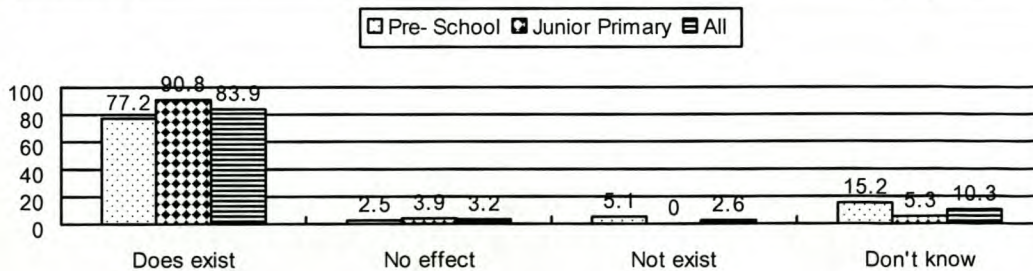 Pre- School Junior Primary All
77.2 90.8 83.9 2.5 3.9 3.2 5.1 0 2.6 15.2 5.3 10.3
100
80
60
40
20
0
Does exist No effect Not exist Don't know